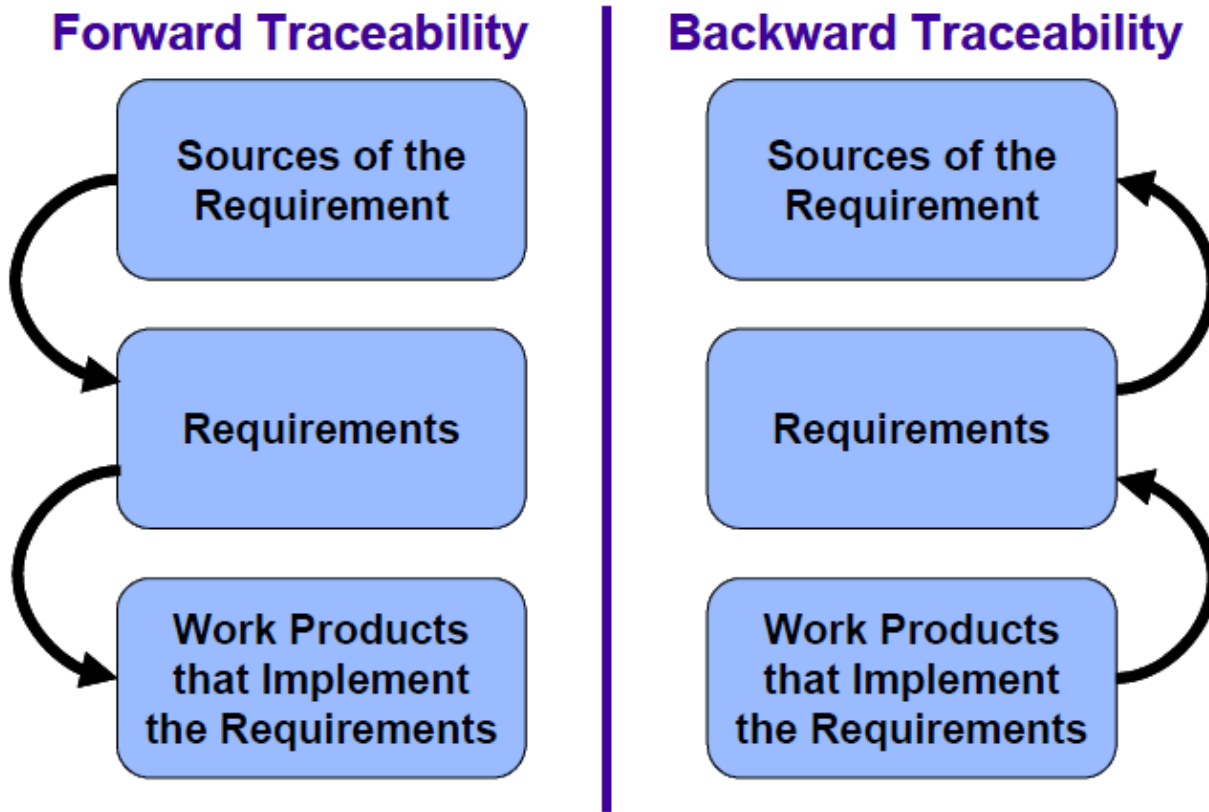 Forward Traceability
Sources of the
Requirement
Requirements
Work Products
that Implement
the Requirements
Backward Traceability
Sources of the
Requirement
Requirements
Work Products
that Implement
the Requirements